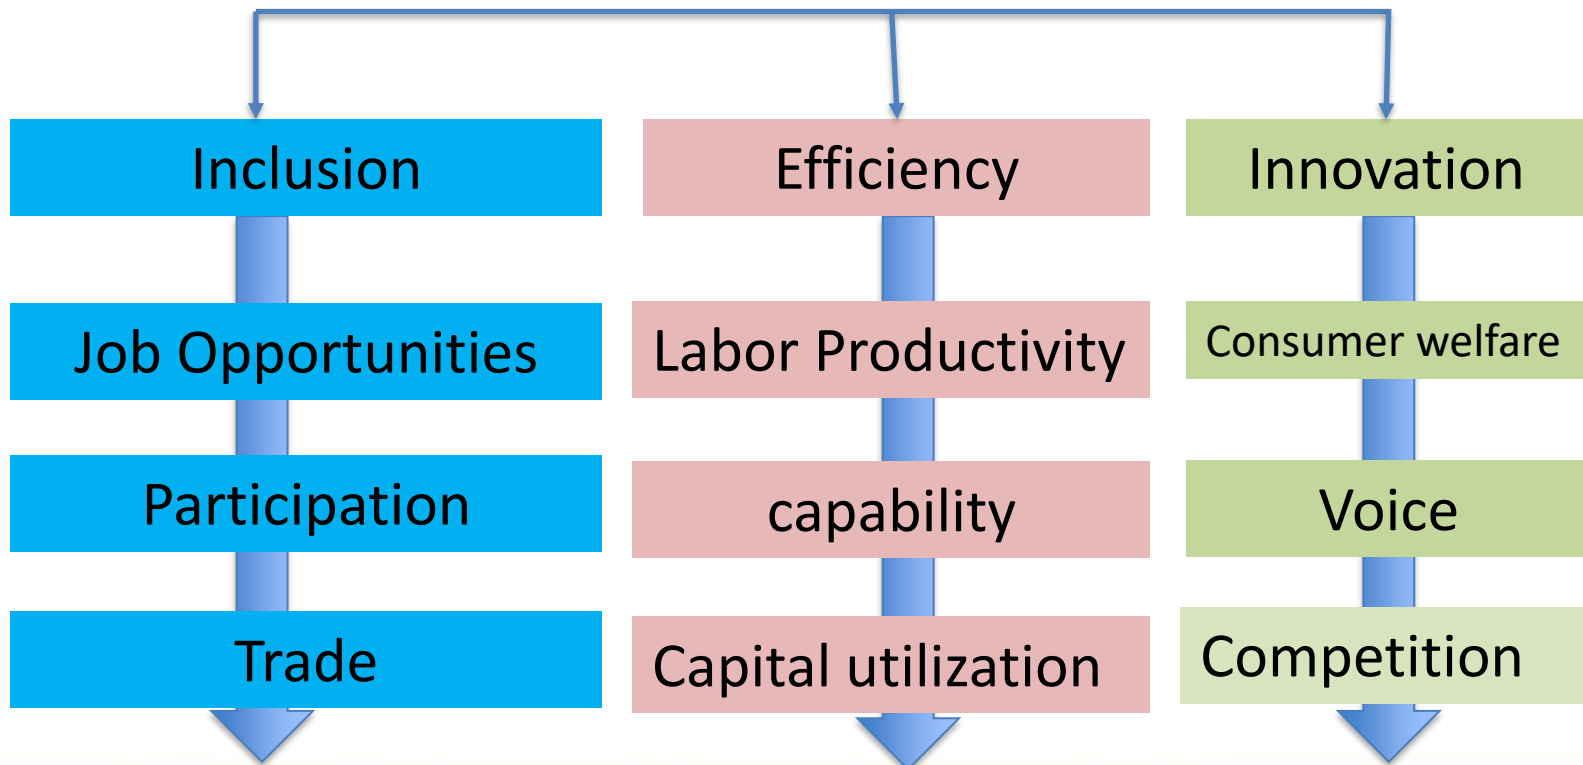 Inclusion
Efficiency
Innovation
Job Opportunities
Labor Productivity
Consumer welfare
Participation
capability
Voice
Trade
Capital utilization
Competition